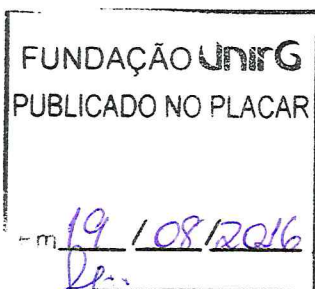 FUNDAÇÃO UnirG
PUBLICADO NO PLACAR
m 19 / 08 / 2016